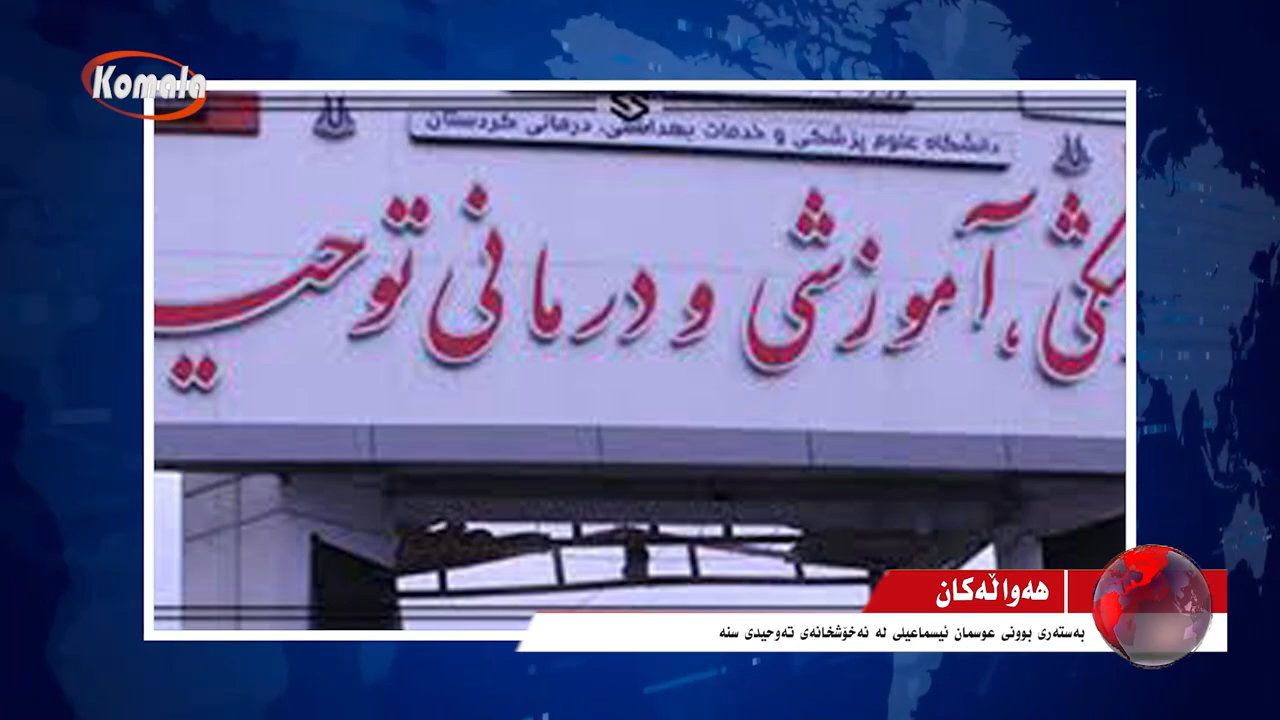 Komala
دانشگاه علوم پزشکی و خدمات بهداشتی، درمانی کردستان
آموزشی و درمانی توحیـ
هەواڵەکان
بەستەری بوونی عوسمان ئیسماعیلی لە نەخۆشخانەی تەوحیدی سنە